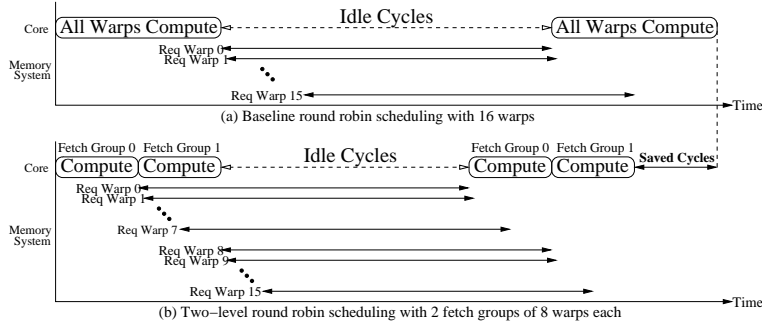 Idle Cycles
Core All Warps Compute All Warps Compute
Req Warp 0
Req Warp 1
Memory
System
Req Warp 15
Time
(a) Baseline round robin scheduling with 16 warps
Fetch Group 0 Fetch Group 1 Idle Cycles Fetch Group 0 Fetch Group 1
Core Compute Compute Compute Compute Saved Cycles
Req Warp 0
Req Warp 1
Req Warp 7
Memory
System
Req Warp 8
Req Warp 9
Req Warp 15
Time
(b) Two−level round robin scheduling with 2 fetch groups of 8 warps each